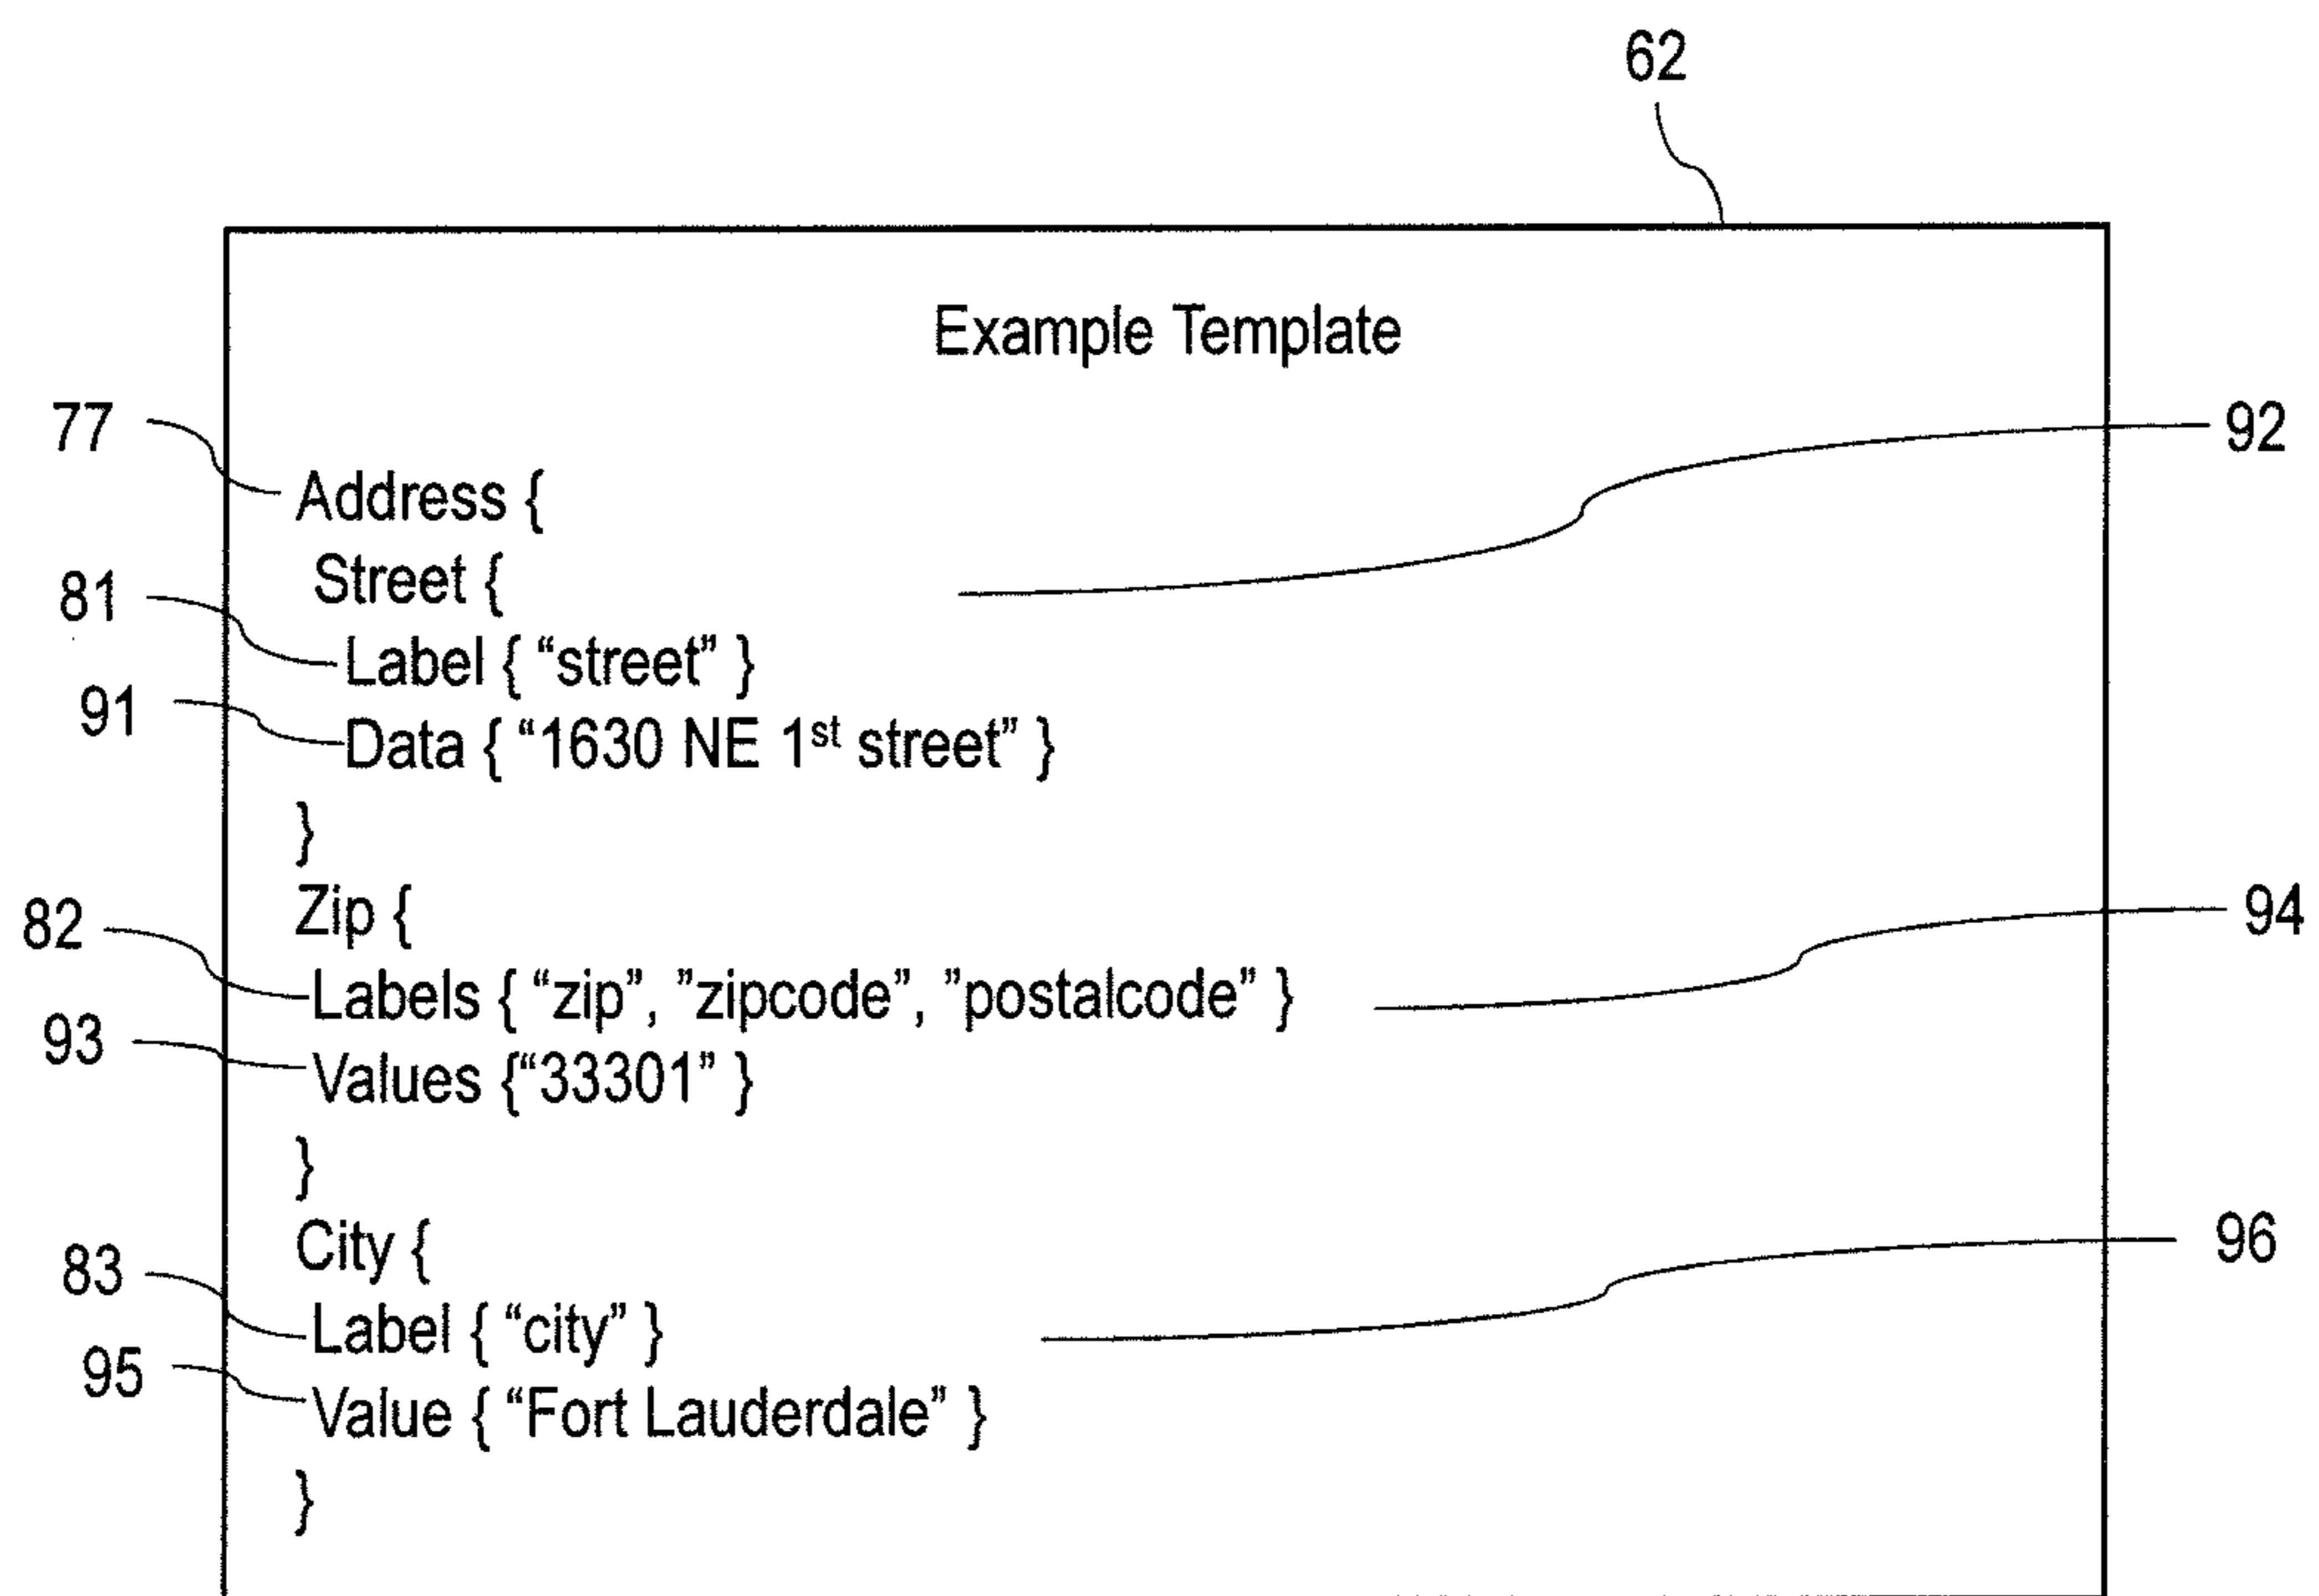 62
Example Template
77
92
Address {
Street {
81
Label { “street” }
91
Data { “1630 NE 1st street” }
}
Zip {
82
94
Labels { “zip”, ”zipcode”, ”postalcode” }
93
Values {“33301” }
}
City {
83
96
Label { “city” }
95
Value { “Fort Lauderdale” }
}